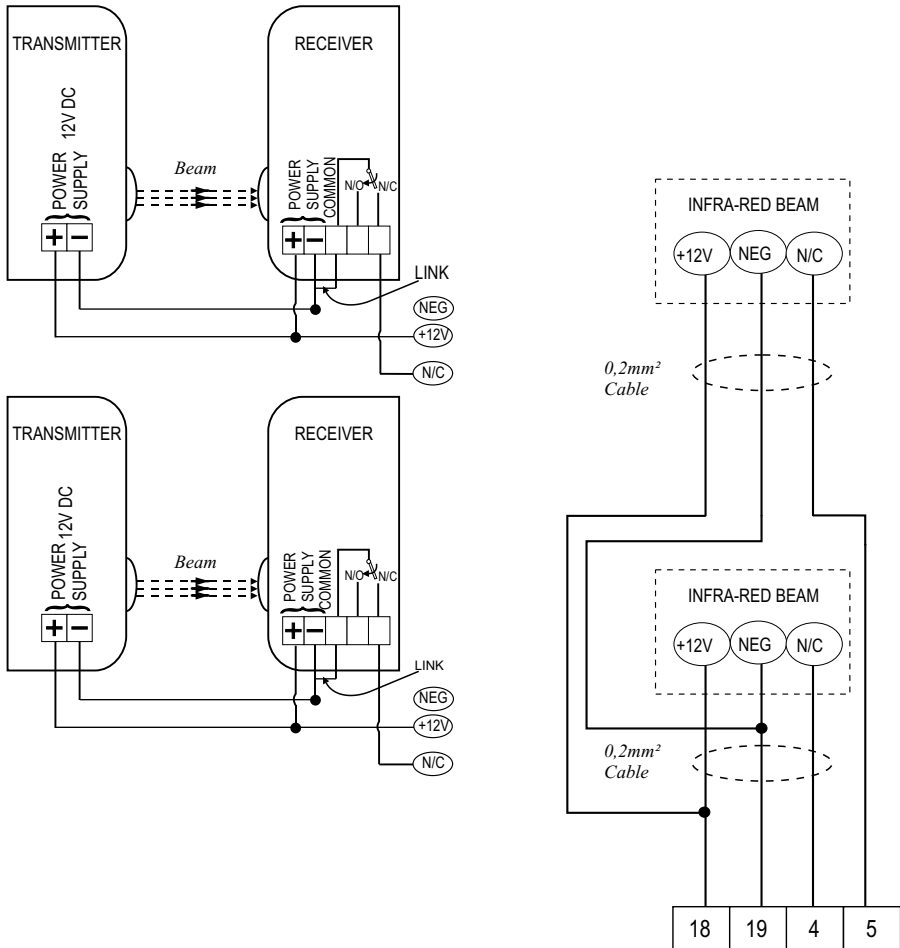 TRANSMITTER
POWER SUPPLY
12V DC
+ −
Beam
RECEIVER
POWER SUPPLY
COMMON
N/O
N/C
+ −
LINK
NEG
+12V
N/C
TRANSMITTER
POWER SUPPLY
12V DC
+ −
Beam
RECEIVER
POWER SUPPLY
COMMON
N/O
N/C
+ −
LINK
NEG
+12V
N/C
INFRA-RED BEAM
+12V NEG N/C
0,2mm²
Cable
INFRA-RED BEAM
+12V NEG N/C
0,2mm²
Cable
18 19 4 5